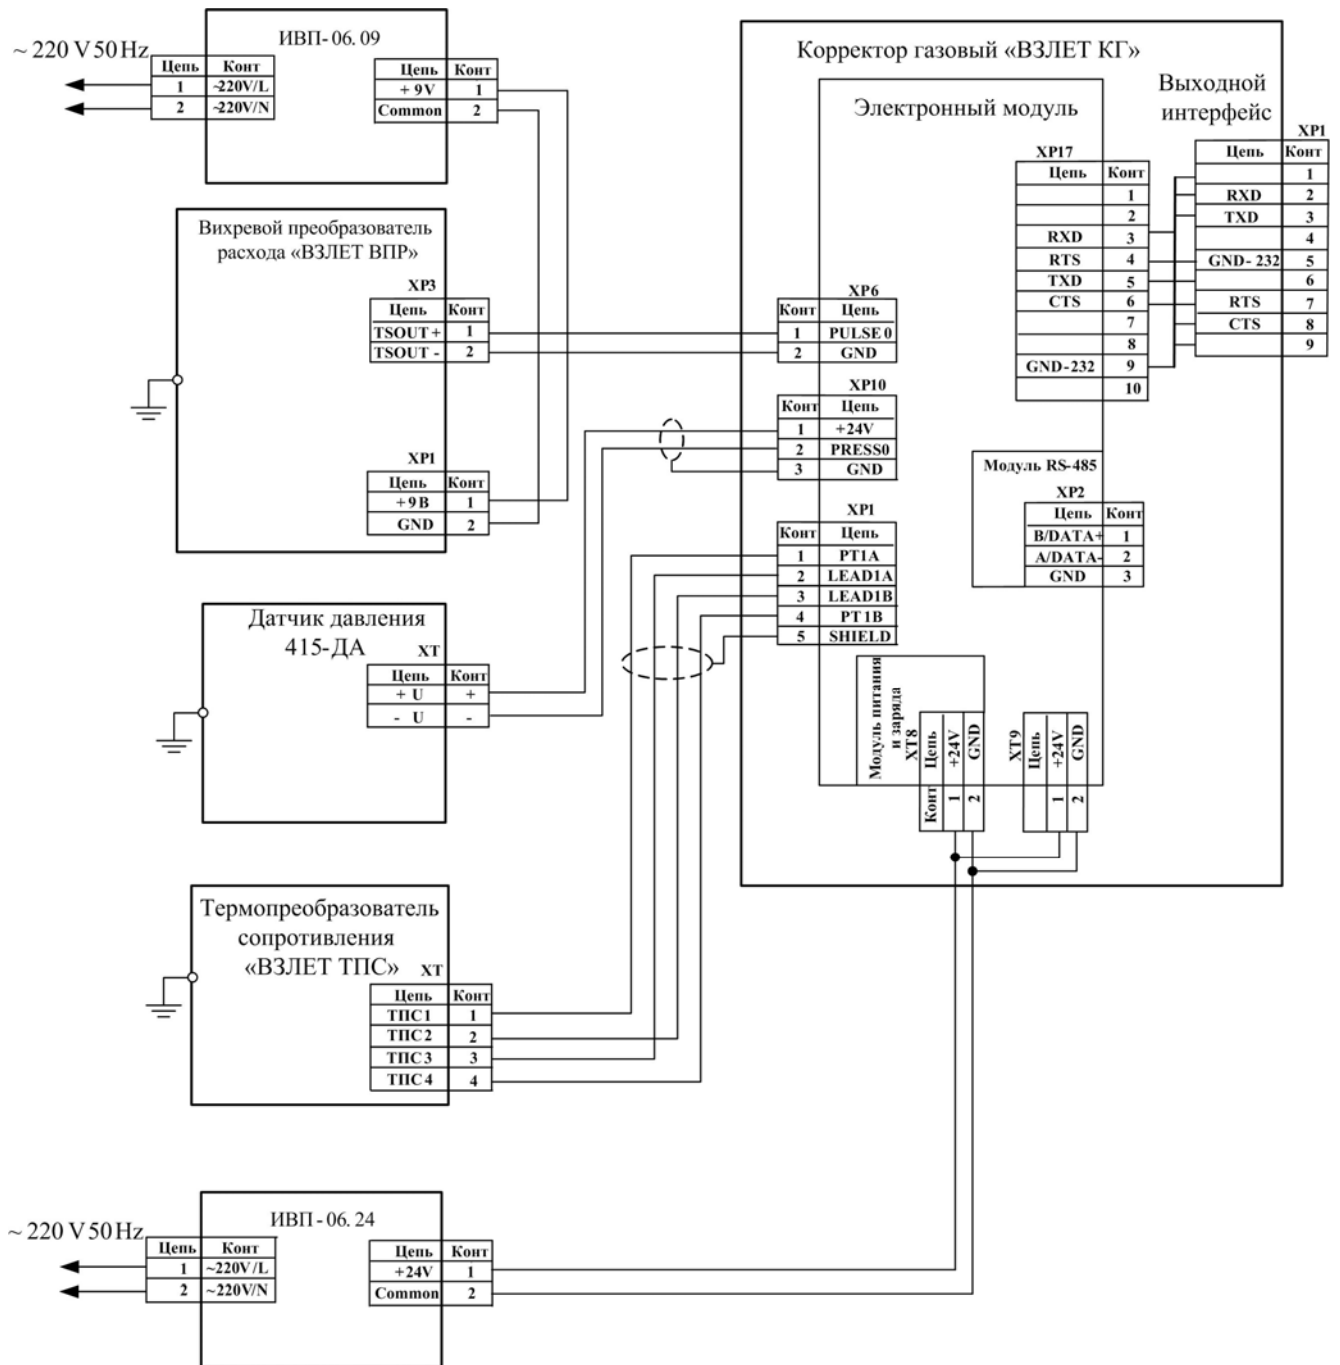 ИВП-06.09
~ 220 V 50 Hz
Цепь Конт
1 ~220V/L
2 ~220V/N
Цепь Конт
+ 9V 1
Common 2
Вихревой преобразователь
расхода «ВЗЛЕТ ВПР»
XP3
Цепь Конт
TSOUT + 1
TSOUT - 2
XP1
Цепь Конт
+9В 1
GND 2
Датчик давления
415-ДА
XT
Цепь Конт
+ U +
- U -
Термопреобразователь
сопротивления
«ВЗЛЕТ ТПС»
XT
Цепь Конт
ТПС1 1
ТПС2 2
ТПС3 3
ТПС4 4
ИВП-06.24
~ 220 V 50 Hz
Цепь Конт
1 ~220V/L
2 ~220V/N
Цепь Конт
+24V 1
Common 2
Корректор газовый «ВЗЛЕТ КГ»
Электронный модуль
Выходной
интерфейс
XP6
Конт Цепь
1 PULSE0
2 GND
XP10
Конт Цепь
1 +24V
2 PRESS0
3 GND
XP1
Конт Цепь
1 PT1A
2 LEAD1A
3 LEAD1B
4 PT1B
5 SHIELD
XP17
Цепь Конт
1
2
RXD 3
RTS 4
TXD 5
CTS 6
7
8
GND-232 9
10
XP1
Цепь Конт
1
RXD 2
TXD 3
4
GND-232 5
6
RTS 7
CTS 8
9
Модуль RS-485
XP2
Цепь Конт
B/DATA+ 1
A/DATA- 2
GND 3
Модуль питания
и заряда
XT8
Цепь Конт
+24V 1
GND 2
XT9
Цепь
+24V 1
GND 2